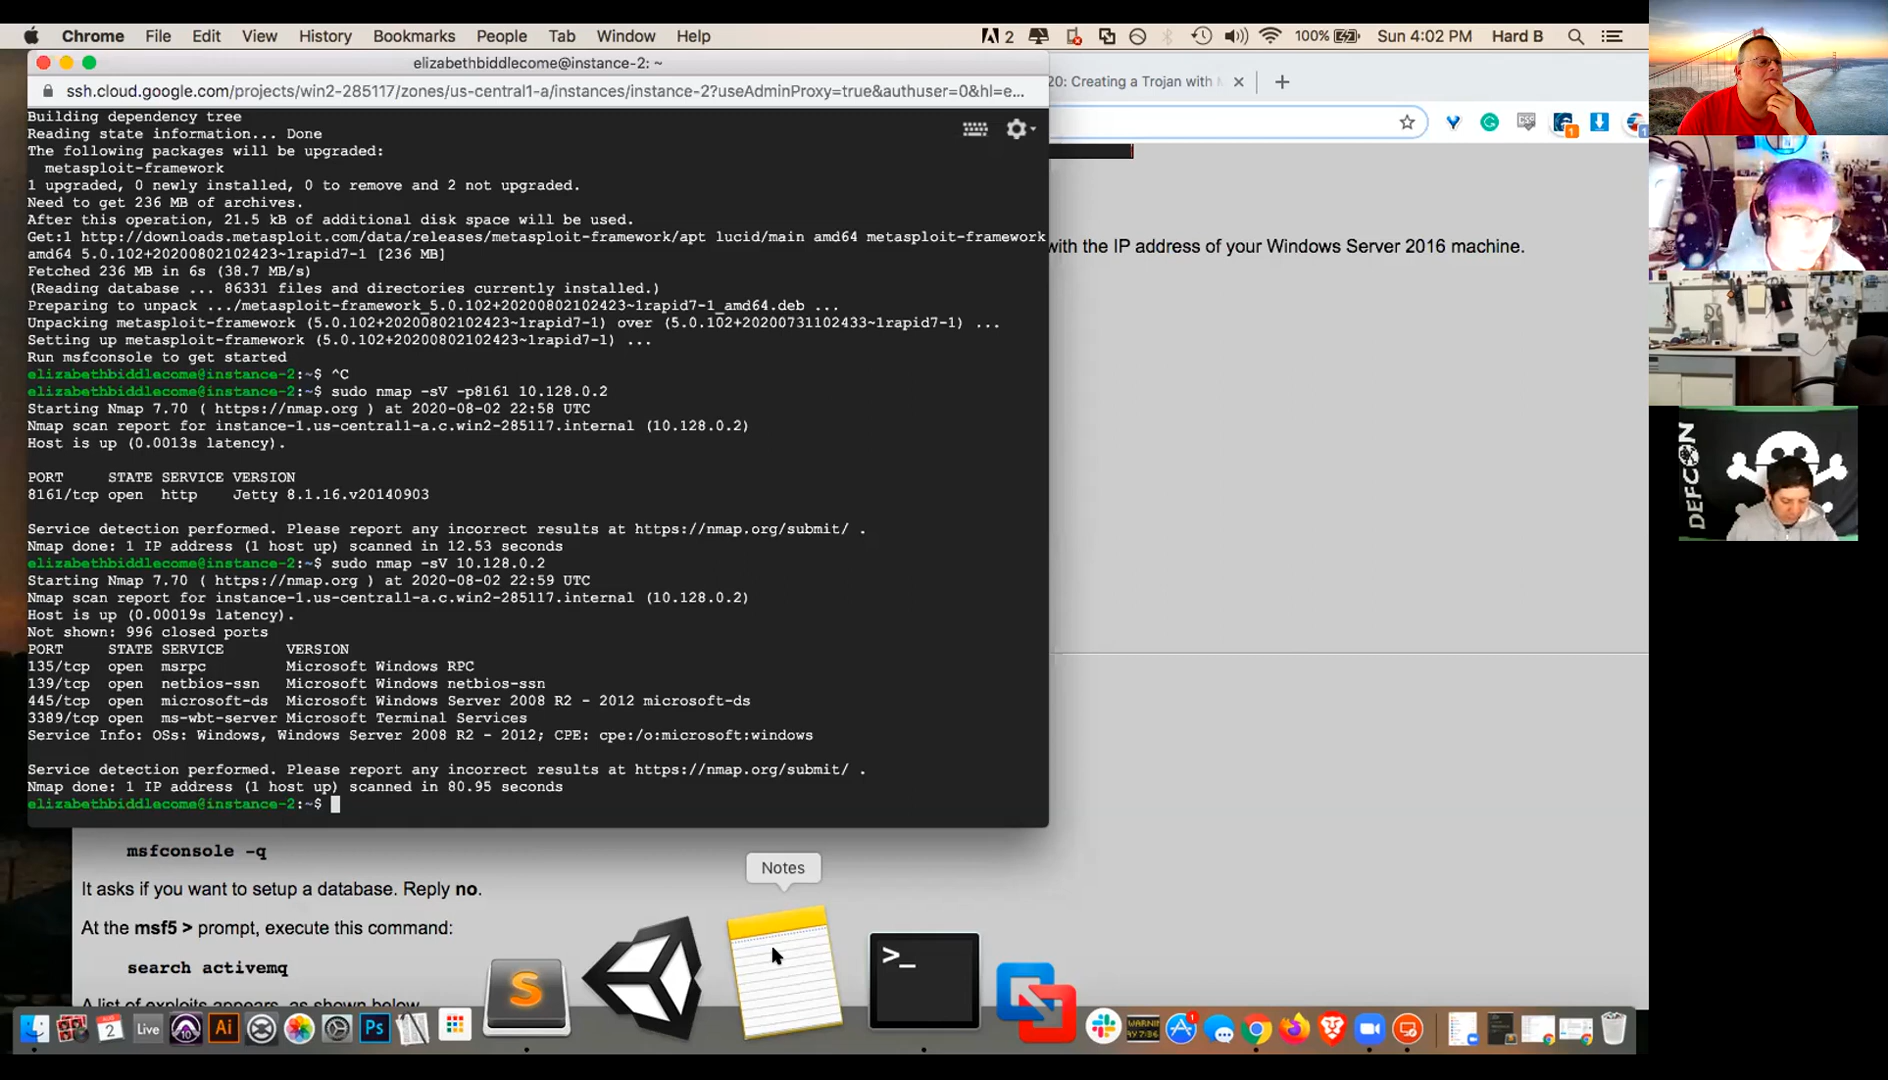 Chrome File Edit View History Bookmarks People Tab Window Help
2 100% Sun 4:02 PM Hard B
elizabethbiddlecome@instance-2: ~
ssh.cloud.google.com/projects/win2-285117/zones/us-central1-a/instances/instance-2?useAdminProxy=true&authuser=0&hl=e...
20: Creating a Trojan with
Building dependency tree
Reading state information... Done
The following packages will be upgraded:
metasploit-framework
1 upgraded, 0 newly installed, 0 to remove and 2 not upgraded.
Need to get 236 MB of archives.
After this operation, 21.5 kB of additional disk space will be used.
Get:1 http://downloads.metasploit.com/data/releases/metasploit-framework/apt lucid/main amd64 metasploit-framework
amd64 5.0.102+20200802102423~1rapid7-1 [236 MB]
Fetched 236 MB in 6s (38.7 MB/s)
(Reading database ... 86331 files and directories currently installed.)
Preparing to unpack .../metasploit-framework_5.0.102+20200802102423~1rapid7-1_amd64.deb ...
Unpacking metasploit-framework (5.0.102+20200802102423~1rapid7-1) over (5.0.102+20200731102433~1rapid7-1) ...
Setting up metasploit-framework (5.0.102+20200802102423~1rapid7-1) ...
Run msfconsole to get started
elizabethbiddlecome@instance-2:~$ ^C
elizabethbiddlecome@instance-2:~$ sudo nmap -sV -p8161 10.128.0.2
Starting Nmap 7.70 ( https://nmap.org ) at 2020-08-02 22:58 UTC
Nmap scan report for instance-1.us-central1-a.c.win2-285117.internal (10.128.0.2)
Host is up (0.0013s latency).
PORT STATE SERVICE VERSION
8161/tcp open http Jetty 8.1.16.v20140903
Service detection performed. Please report any incorrect results at https://nmap.org/submit/ .
Nmap done: 1 IP address (1 host up) scanned in 12.53 seconds
elizabethbiddlecome@instance-2:~$ sudo nmap -sV 10.128.0.2
Starting Nmap 7.70 ( https://nmap.org ) at 2020-08-02 22:59 UTC
Nmap scan report for instance-1.us-central1-a.c.win2-285117.internal (10.128.0.2)
Host is up (0.00019s latency).
Not shown: 996 closed ports
PORT STATE SERVICE VERSION
135/tcp open msrpc Microsoft Windows RPC
139/tcp open netbios-ssn Microsoft Windows netbios-ssn
445/tcp open microsoft-ds Microsoft Windows Server 2008 R2 - 2012 microsoft-ds
3389/tcp open ms-wbt-server Microsoft Terminal Services
Service Info: OSs: Windows, Windows Server 2008 R2 - 2012; CPE: cpe:/o:microsoft:windows
Service detection performed. Please report any incorrect results at https://nmap.org/submit/ .
Nmap done: 1 IP address (1 host up) scanned in 80.95 seconds
elizabethbiddlecome@instance-2:~$
with the IP address of your Windows Server 2016 machine.
msfconsole -q
It asks if you want to setup a database. Reply no.
At the msf5 > prompt, execute this command:
search activemq
A list of exploits appears, as shown below
Notes
S
>_
2 Live 10 Ai Ps
1
DEFCON